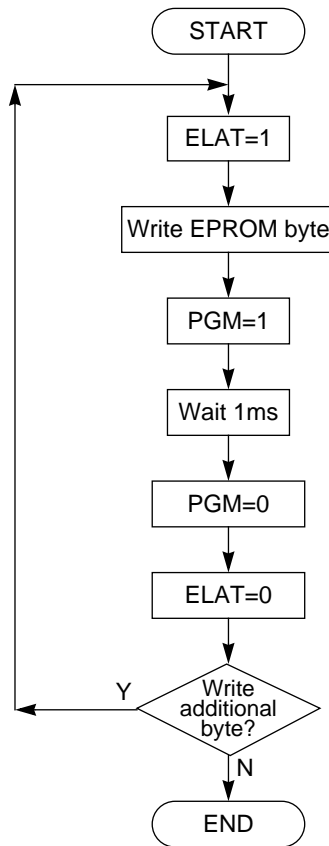 START
ELAT=1
Write EPROM byte
PGM=1
Wait 1ms
PGM=0
ELAT=0
Write
additional
byte?
Y
N
END